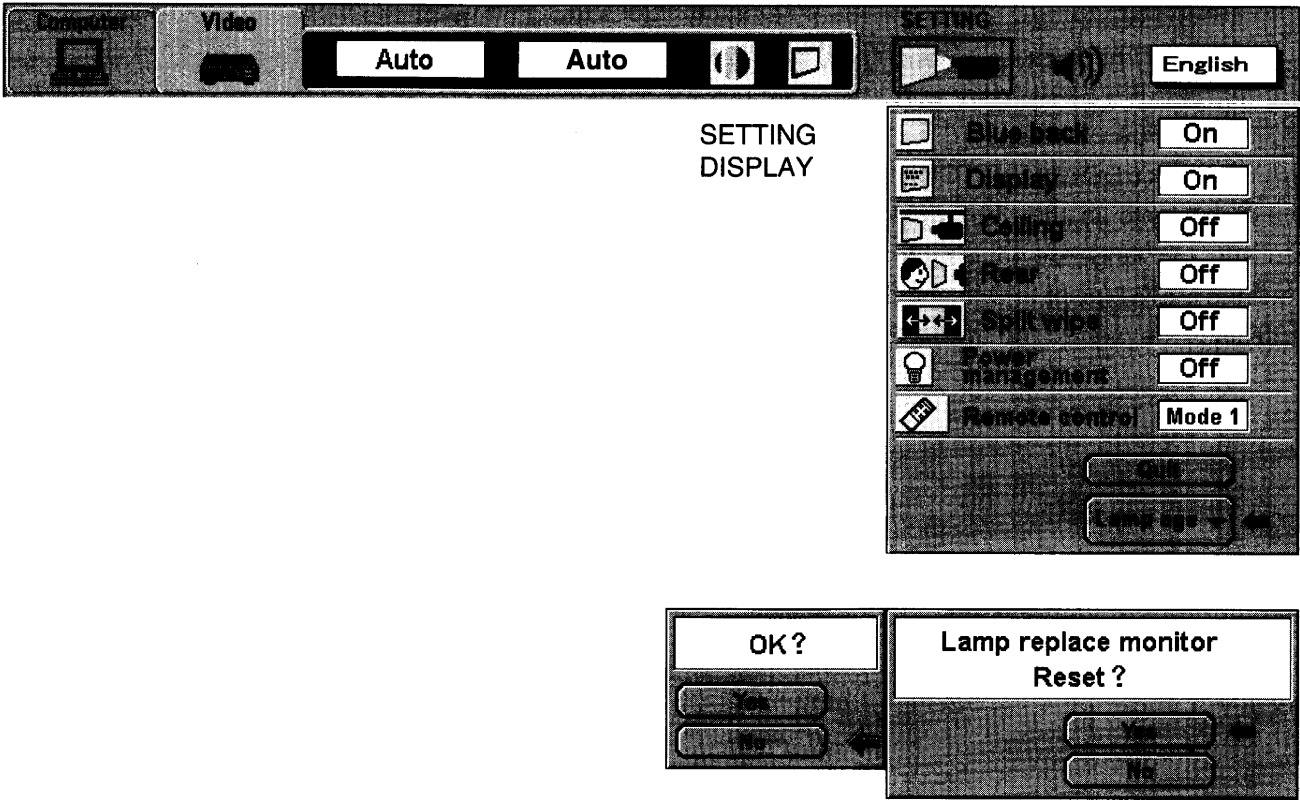 Computer Video SETTING
Auto Auto English
SETTING
DISPLAY
Blue back On
Display On
Ceiling Off
Rear Off
Split wipe Off
Power
management Off
Remote control Mode 1
Quit
Lamp age
OK?
Yes
No
Lamp replace monitor
Reset ?
Yes
No